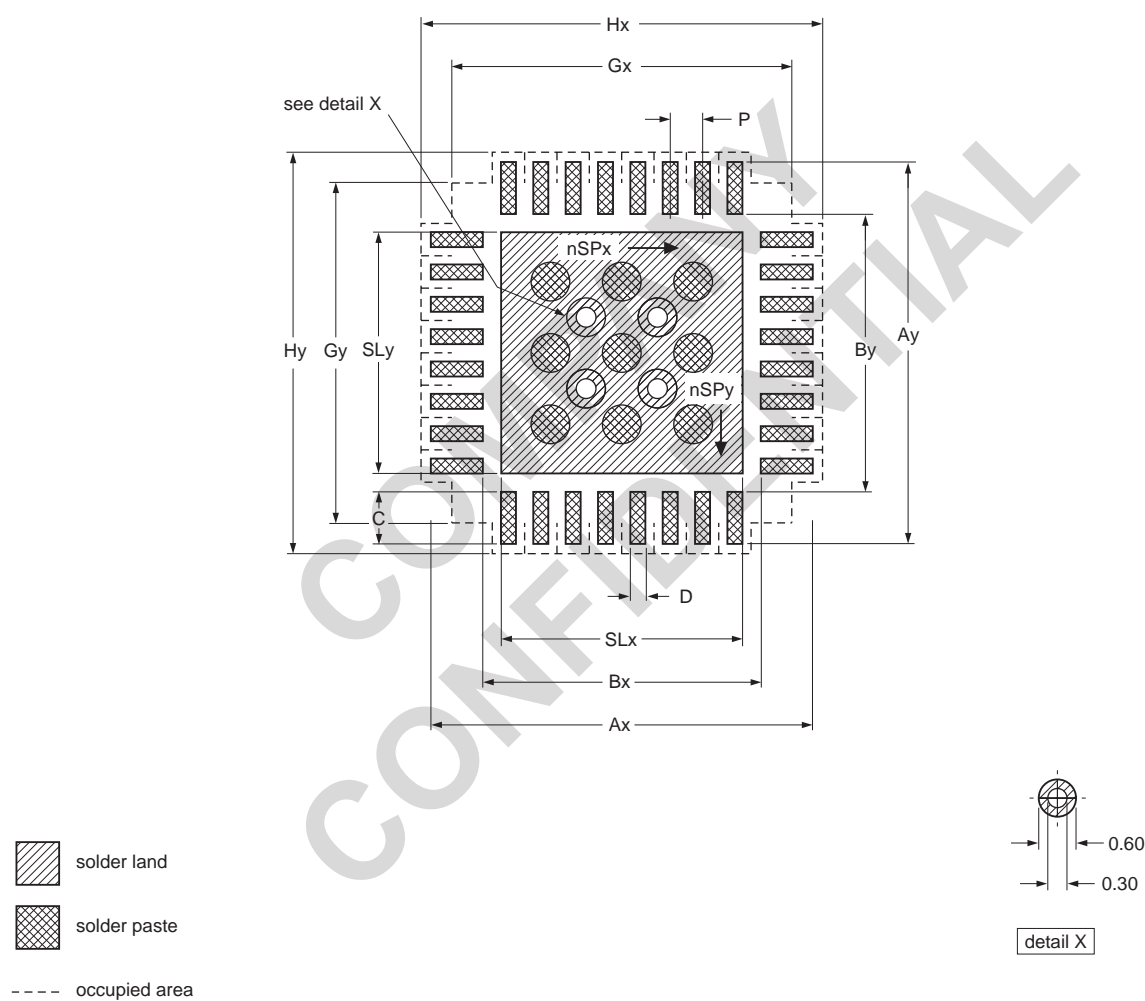 Hx
Gx
see detail X
P
nSPx
Hy
Gy
SLy
By
Ay
nSPy
C
D
SLx
Bx
Ax
COMPANY
CONFIDENTIAL
0.60
0.30
detail X
solder land
solder paste
occupied area